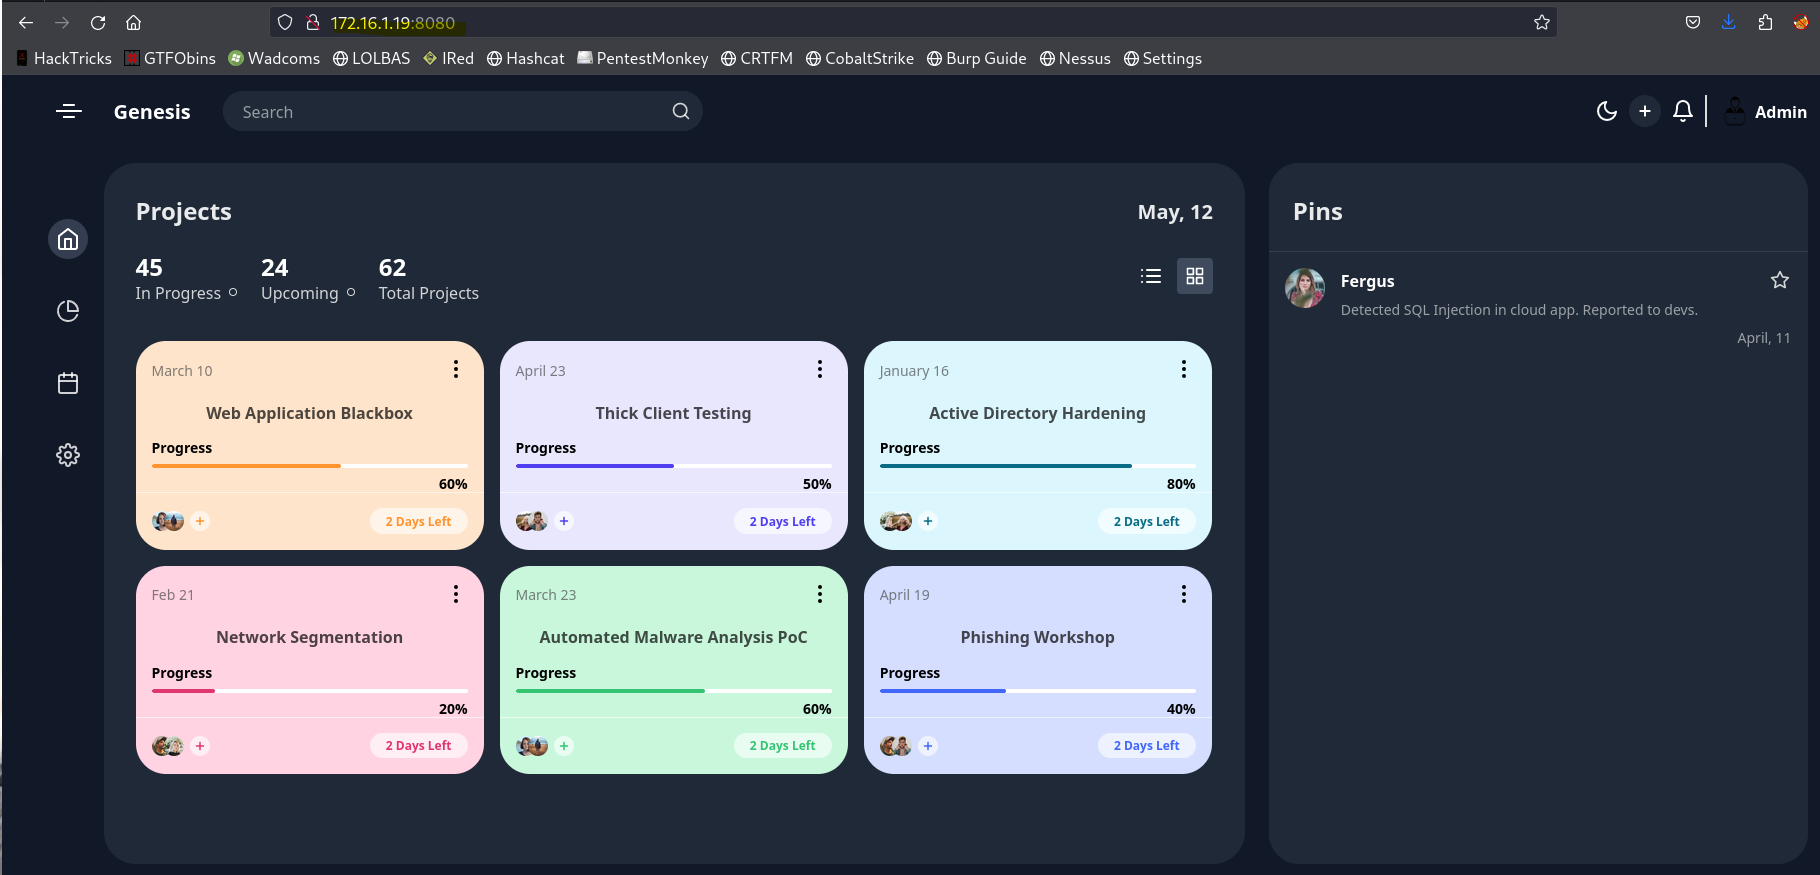 172.16.1.19:8080
HackTricks GTFObins Wadcoms LOLBAS IRed Hashcat PentestMonkey CRTFM CobaltStrike Burp Guide Nessus Settings
Genesis Search Admin
Projects May, 12
45 24 62
In Progress Upcoming Total Projects
March 10
Web Application Blackbox
Progress
60%
2 Days Left
April 23
Thick Client Testing
Progress
50%
2 Days Left
January 16
Active Directory Hardening
Progress
80%
2 Days Left
Feb 21
Network Segmentation
Progress
20%
2 Days Left
March 23
Automated Malware Analysis PoC
Progress
60%
2 Days Left
April 19
Phishing Workshop
Progress
40%
2 Days Left
Pins
Fergus
Detected SQL Injection in cloud app. Reported to devs.
April, 11